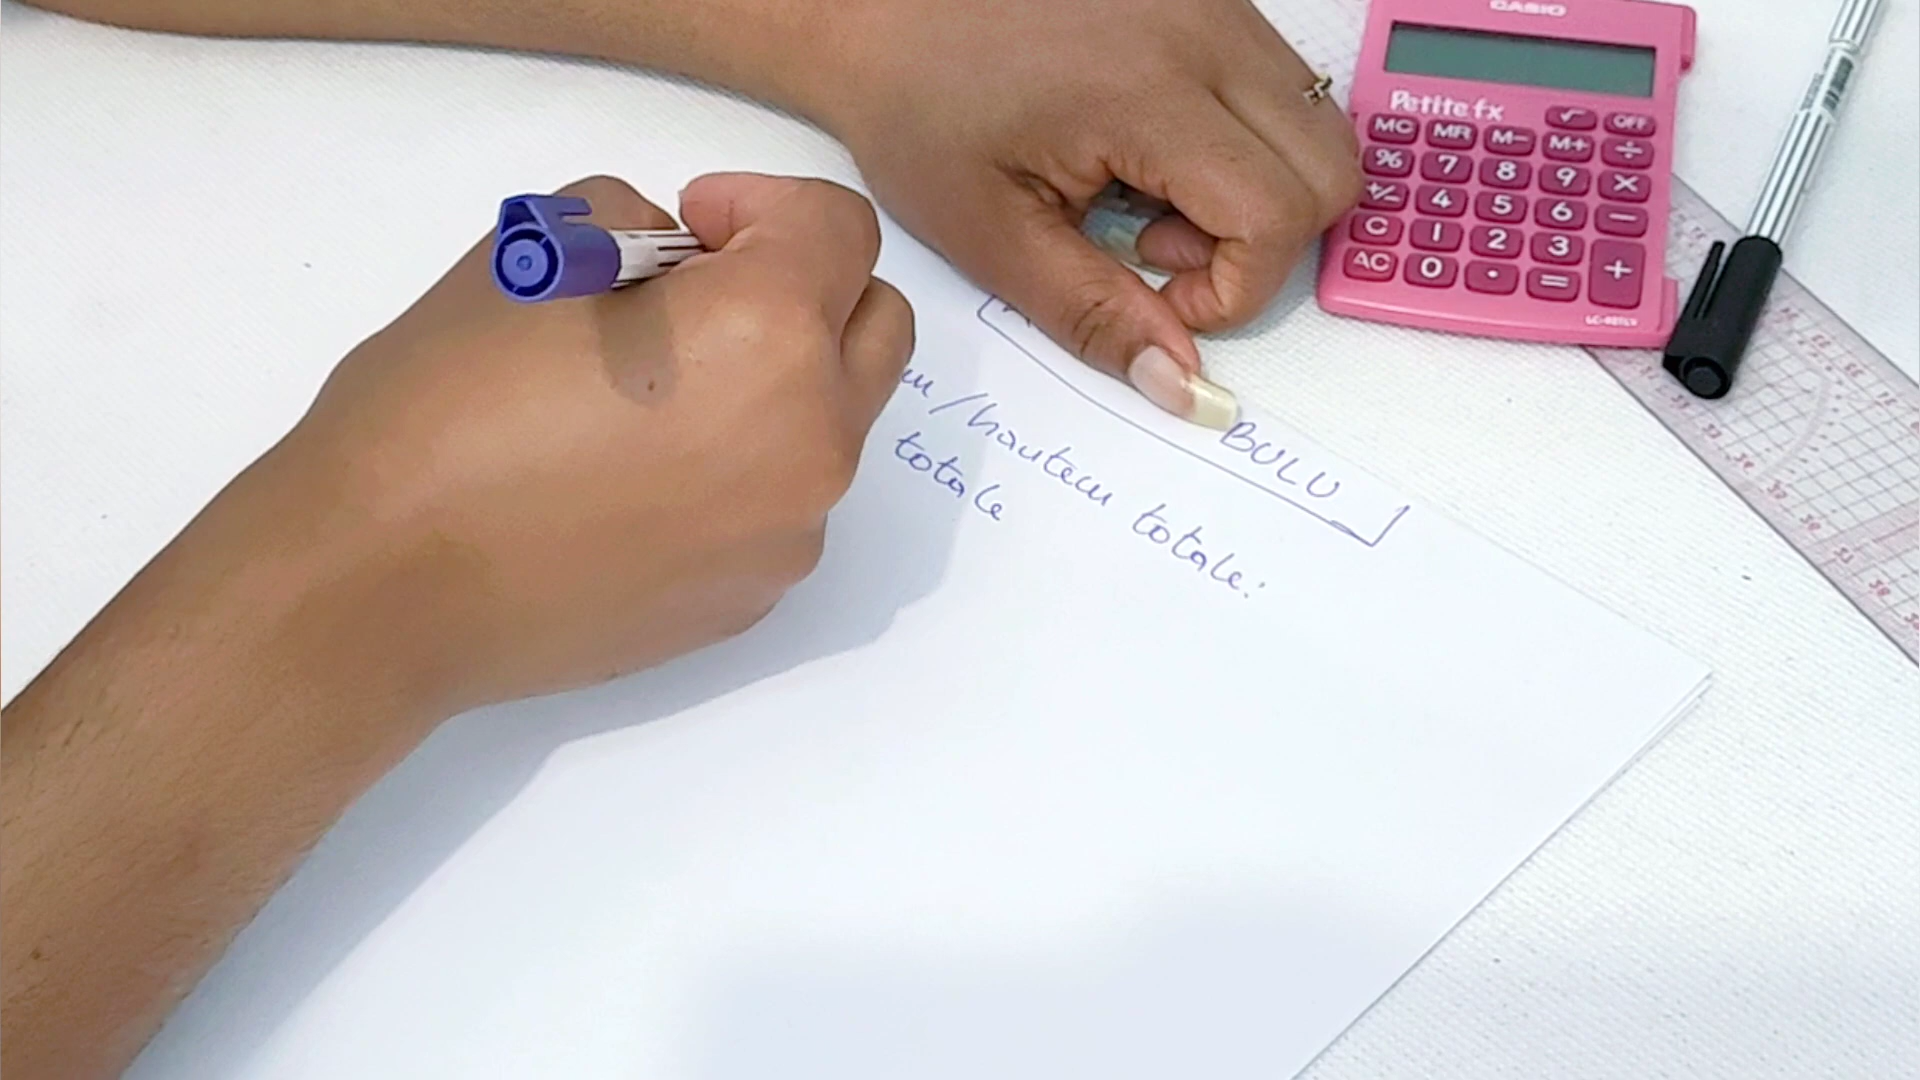 CASIO
Petite fx
√ OFF
MC MR M− M+ ÷
% 7 8 9 ×
+/− 4 5 6 −
C 1 2 3
AC 0 · = +
BULU
/hauteur totale:
totale